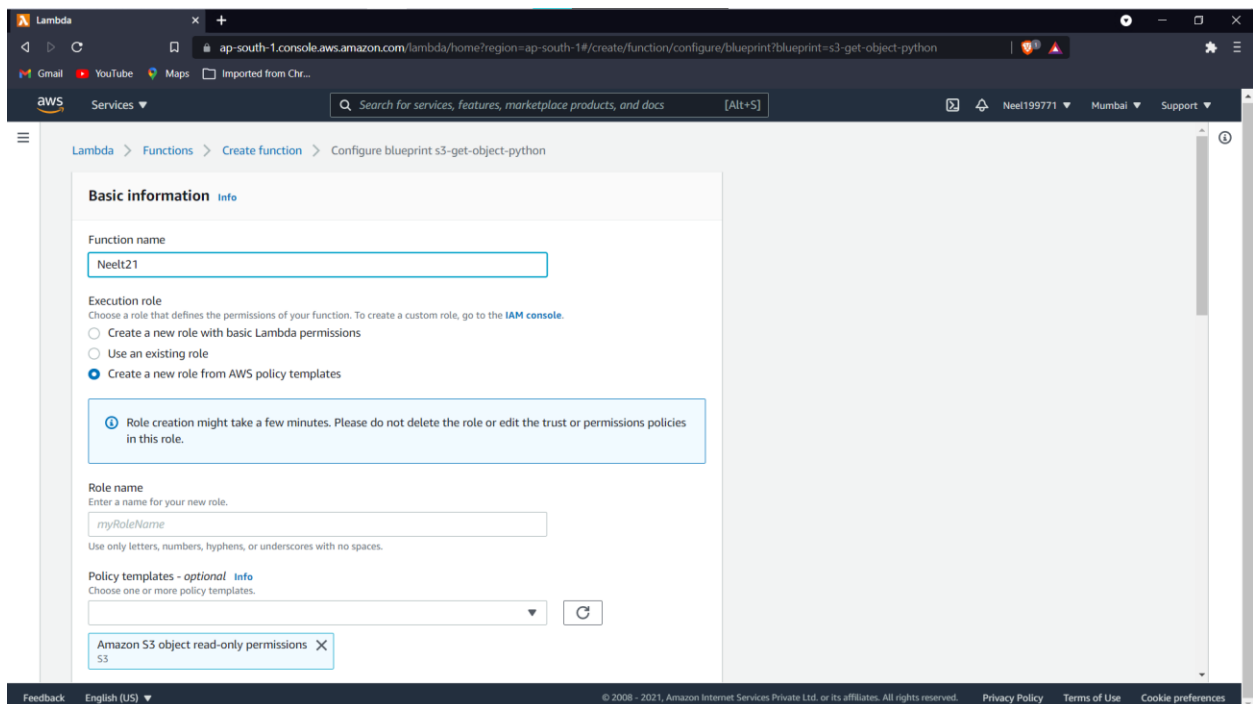 Lambda
ap-south-1.console.aws.amazon.com/lambda/home?region=ap-south-1#/create/function/configure/blueprint?blueprint=s3-get-object-python
Gmail YouTube Maps Imported from Chr...
aws Services Search for services, features, marketplace products, and docs [Alt+S] Neel199771 Mumbai Support
Lambda > Functions > Create function > Configure blueprint s3-get-object-python
Basic information Info
Function name
Neelt21
Execution role
Choose a role that defines the permissions of your function. To create a custom role, go to the IAM console.
Create a new role with basic Lambda permissions
Use an existing role
Create a new role from AWS policy templates
Role creation might take a few minutes. Please do not delete the role or edit the trust or permissions policies
in this role.
Role name
Enter a name for your new role.
myRoleName
Use only letters, numbers, hyphens, or underscores with no spaces.
Policy templates - optional Info
Choose one or more policy templates.
Amazon S3 object read-only permissions
S3
Feedback English (US) © 2008 - 2021, Amazon Internet Services Private Ltd. or its affiliates. All rights reserved. Privacy Policy Terms of Use Cookie preferences